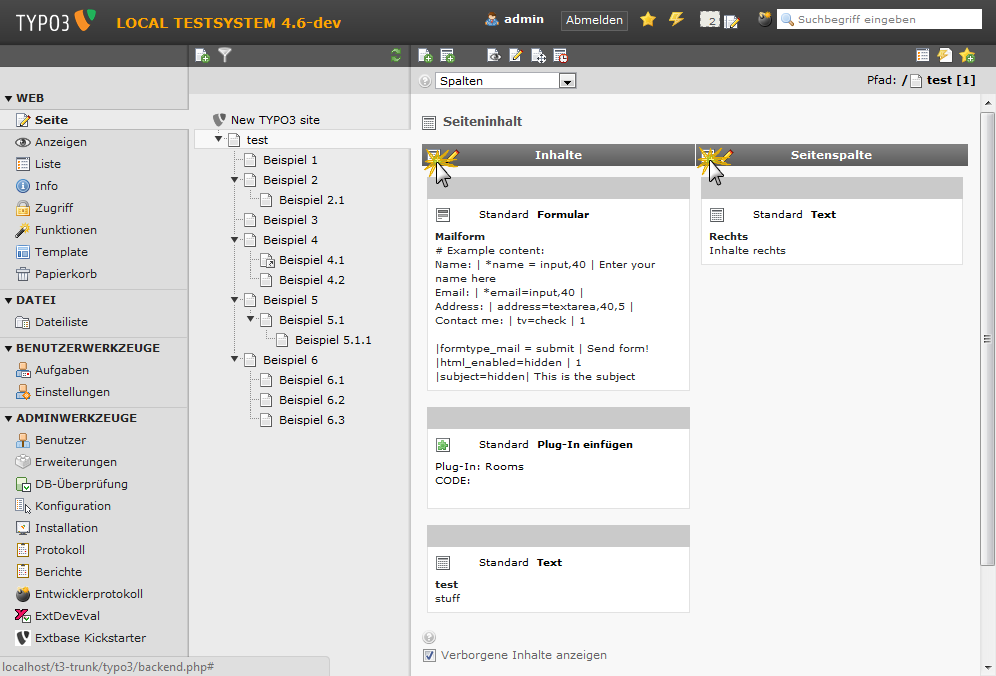 TYPO3
LOCAL TESTSYSTEM 4.6-dev
admin
Abmelden
2
Suchbegriff eingeben
Spalten
Pfad: / test [1]
WEB
Seite
Anzeigen
Liste
Info
Zugriff
Funktionen
Template
Papierkorb
DATEI
Dateiliste
BENUTZERWERKZEUGE
Aufgaben
Einstellungen
ADMINWERKZEUGE
Benutzer
Erweiterungen
DB-Überprüfung
Konfiguration
Installation
Protokoll
Berichte
Entwicklerprotokoll
ExtDevEval
Extbase Kickstarter
localhost/t3-trunk/typo3/backend.php#
New TYPO3 site
test
Beispiel 1
Beispiel 2
Beispiel 2.1
Beispiel 3
Beispiel 4
Beispiel 4.1
Beispiel 4.2
Beispiel 5
Beispiel 5.1
Beispiel 5.1.1
Beispiel 6
Beispiel 6.1
Beispiel 6.2
Beispiel 6.3
Seiteninhalt
Inhalte
Standard Formular
Mailform
# Example content:
Name: | *name = input,40 | Enter your
name here
Email: | *email=input,40 |
Address: | address=textarea,40,5 |
Contact me: | tv=check | 1
|formtype_mail = submit | Send form!
|html_enabled=hidden | 1
|subject=hidden| This is the subject
Standard Plug-In einfügen
Plug-In: Rooms
CODE:
Standard Text
test
stuff
Seitenspalte
Standard Text
Rechts
Inhalte rechts
Verborgene Inhalte anzeigen